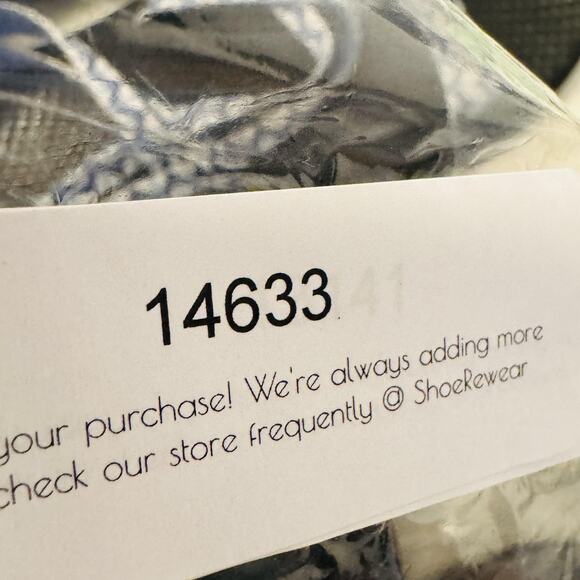 14633
your purchase! We're always adding more
check our store frequently @ ShoeRewear